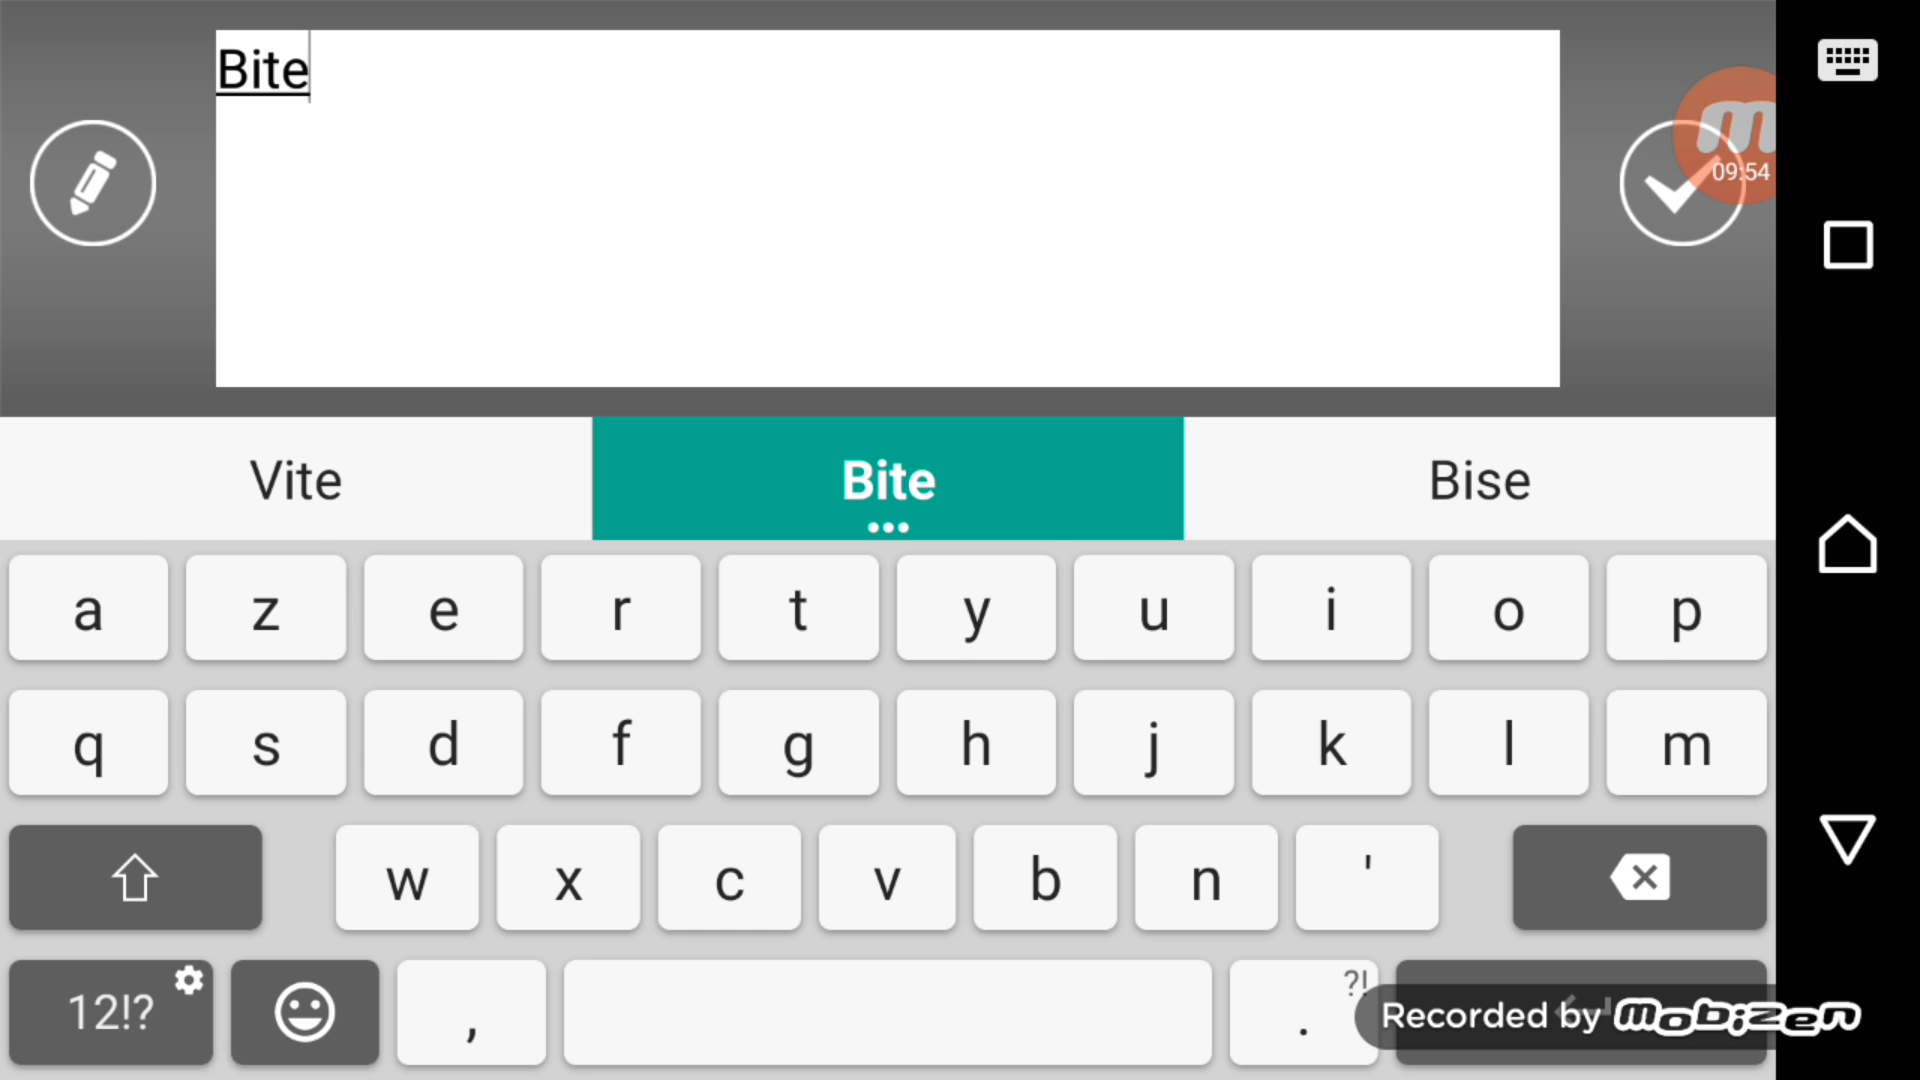 Bite
09:54
Vite Bite Bise
a z e r t y u i o p
q s d f g h j k l m
w x c v b n '
12!? , . ?!
Recorded by mobizen